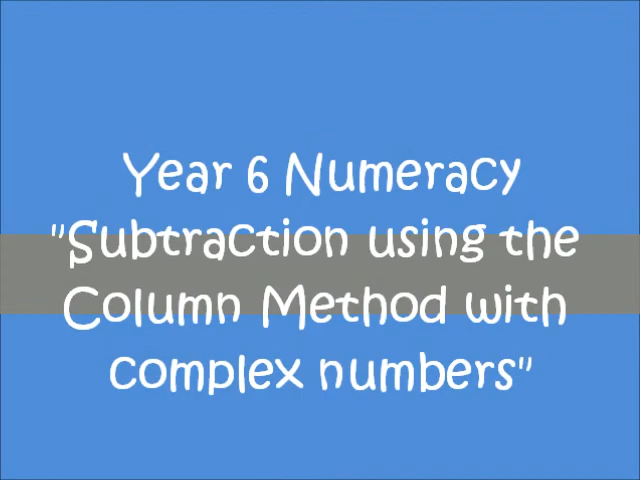 Year 6 Numeracy
"Subtraction using the
Column Method with
complex numbers"